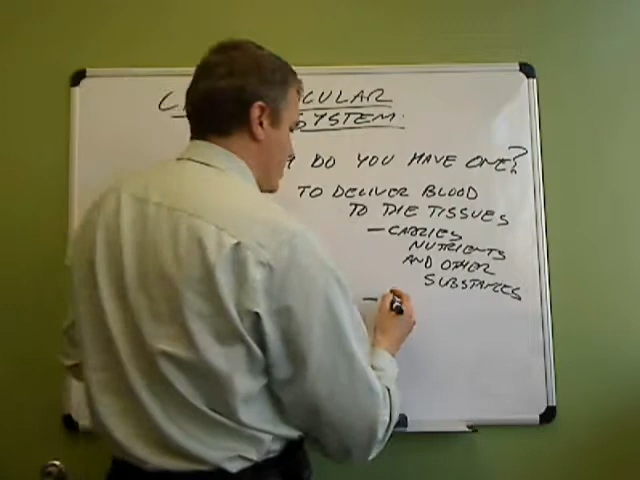 C CULAR
SYSTEM.
DO YOU HAVE ONE?
TO DELIVER BLOOD
TO THE TISSUES
- CARRIES
NUTRIENTS
AND OTHER
SUBSTANCES
-